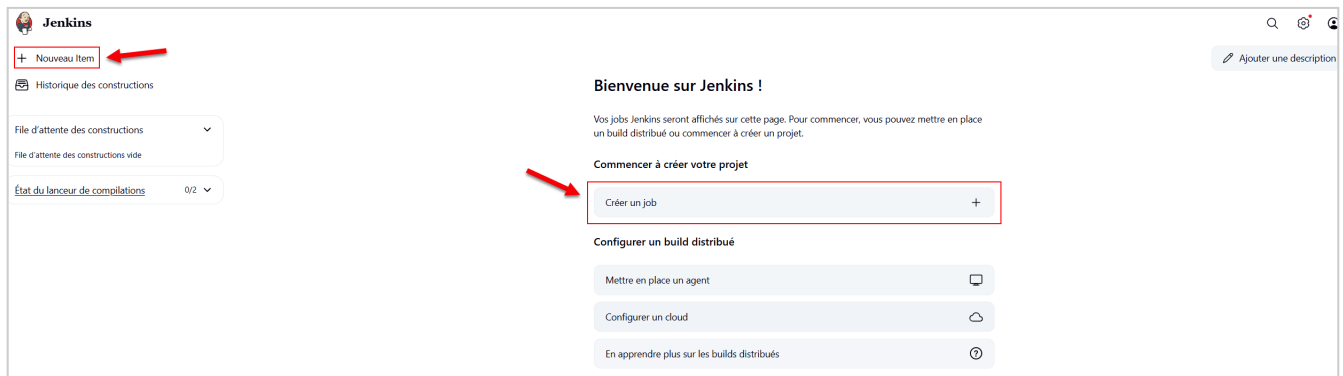 Jenkins
+ Nouveau Item
Historique des constructions
File d'attente des constructions
File d'attente des constructions vide
État du lanceur de compilations 0/2
Ajouter une description
Bienvenue sur Jenkins !
Vos jobs Jenkins seront affichés sur cette page. Pour commencer, vous pouvez mettre en place
un build distribué ou commencer à créer un projet.
Commencer à créer votre projet
Créer un job +
Configurer un build distribué
Mettre en place un agent
Configurer un cloud
En apprendre plus sur les builds distribués